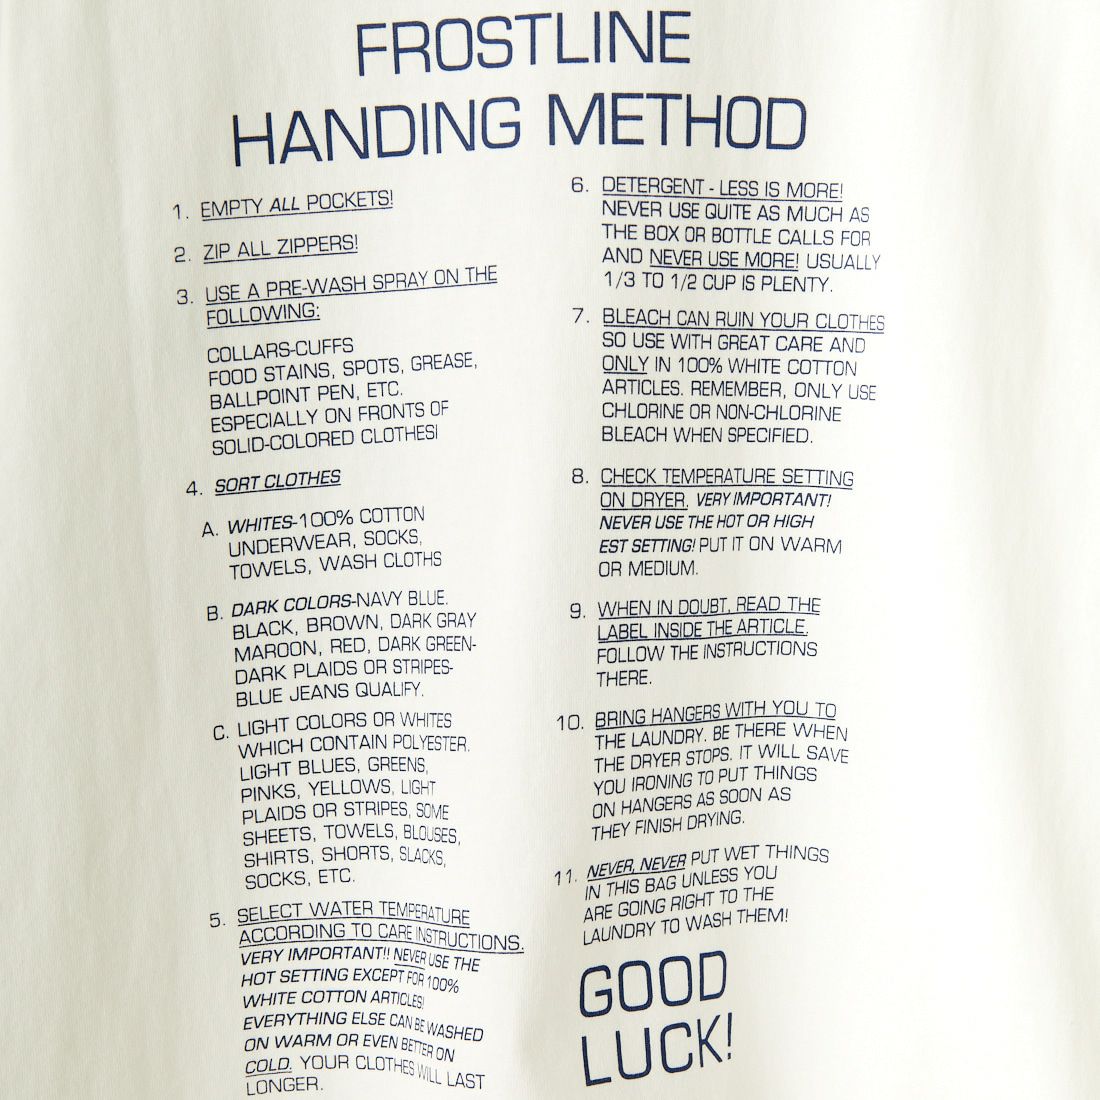 FROSTLINE
HANDING METHOD
1. EMPTY ALL POCKETS!
2. ZIP ALL ZIPPERS!
3. USE A PRE-WASH SPRAY ON THE
FOLLOWING:
COLLARS-CUFFS
FOOD STAINS, SPOTS, GREASE,
BALLPOINT PEN, ETC.
ESPECIALLY ON FRONTS OF
SOLID-COLORED CLOTHES!
4. SORT CLOTHES
A. WHITES-100% COTTON
UNDERWEAR, SOCKS,
TOWELS, WASH CLOTHS
B. DARK COLORS-NAVY BLUE.
BLACK, BROWN, DARK GRAY
MAROON, RED, DARK GREEN-
DARK PLAIDS OR STRIPES-
BLUE JEANS QUALIFY.
C. LIGHT COLORS OR WHITES
WHICH CONTAIN POLYESTER.
LIGHT BLUES, GREENS,
PINKS, YELLOWS, LIGHT
PLAIDS OR STRIPES, SOME
SHEETS, TOWELS, BLOUSES,
SHIRTS, SHORTS, SLACKS,
SOCKS, ETC.
5. SELECT WATER TEMPERATURE
ACCORDING TO CARE INSTRUCTIONS.
VERY IMPORTANT!! NEVER USE THE
HOT SETTING EXCEPT FOR 100%
WHITE COTTON ARTICLES!
EVERYTHING ELSE CAN BE WASHED
ON WARM OR EVEN BETTER ON
COLD. YOUR CLOTHES WILL LAST
LONGER.
6. DETERGENT - LESS IS MORE!
NEVER USE QUITE AS MUCH AS
THE BOX OR BOTTLE CALLS FOR
AND NEVER USE MORE! USUALLY
1/3 TO 1/2 CUP IS PLENTY.
7. BLEACH CAN RUIN YOUR CLOTHES
SO USE WITH GREAT CARE AND
ONLY IN 100% WHITE COTTON
ARTICLES. REMEMBER, ONLY USE
CHLORINE OR NON-CHLORINE
BLEACH WHEN SPECIFIED.
8. CHECK TEMPERATURE SETTING
ON DRYER. VERY IMPORTANT!
NEVER USE THE HOT OR HIGH
EST SETTING! PUT IT ON WARM
OR MEDIUM.
9. WHEN IN DOUBT, READ THE
LABEL INSIDE THE ARTICLE.
FOLLOW THE INSTRUCTIONS
THERE.
10. BRING HANGERS WITH YOU TO
THE LAUNDRY. BE THERE WHEN
THE DRYER STOPS. IT WILL SAVE
YOU IRONING TO PUT THINGS
ON HANGERS AS SOON AS
THEY FINISH DRYING.
11. NEVER, NEVER PUT WET THINGS
IN THIS BAG UNLESS YOU
ARE GOING RIGHT TO THE
LAUNDRY TO WASH THEM!
GOOD
LUCK!